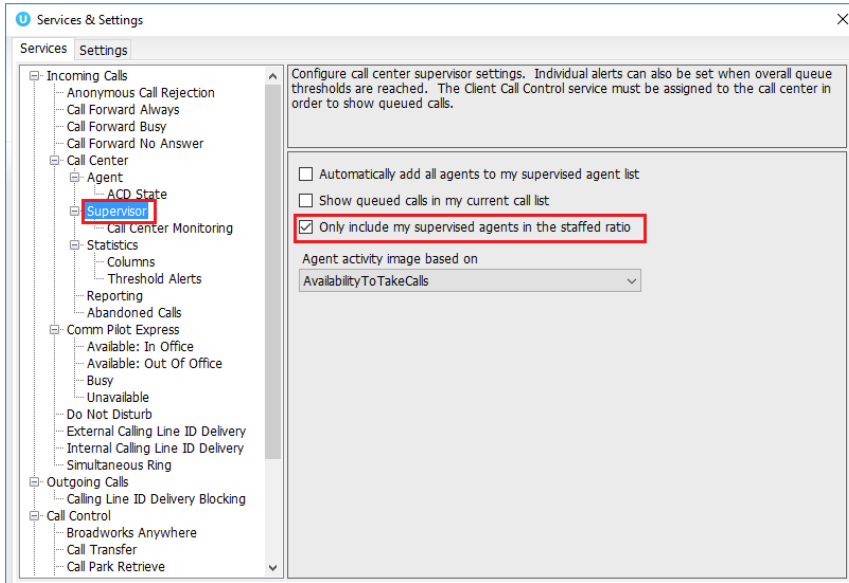 Services & Settings
Services
Settings
Incoming Calls
Anonymous Call Rejection
Call Forward Always
Call Forward Busy
Call Forward No Answer
Call Center
Agent
ACD State
Supervisor
Call Center Monitoring
Statistics
Columns
Threshold Alerts
Reporting
Abandoned Calls
Comm Pilot Express
Available: In Office
Available: Out Of Office
Busy
Unavailable
Do Not Disturb
External Calling Line ID Delivery
Internal Calling Line ID Delivery
Simultaneous Ring
Outgoing Calls
Calling Line ID Delivery Blocking
Call Control
Broadworks Anywhere
Call Transfer
Call Park Retrieve
Configure call center supervisor settings. Individual alerts can also be set when overall queue
thresholds are reached. The Client Call Control service must be assigned to the call center in
order to show queued calls.
Automatically add all agents to my supervised agent list
Show queued calls in my current call list
Only include my supervised agents in the staffed ratio
Agent activity image based on
AvailabilityToTakeCalls